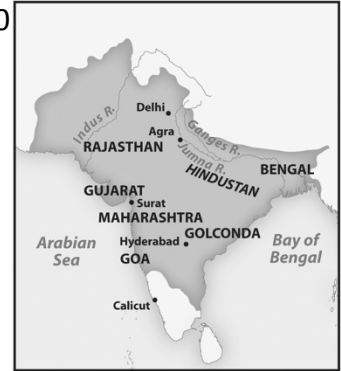 0
Delhi
Indus R.
Agra
Ganges R.
RAJASTHAN
Jumna R.
HINDUSTAN
BENGAL
GUJARAT
Surat
MAHARASHTRA
GOLCONDA
Hyderabad
GOA
Arabian
Sea
Bay of
Bengal
Calicut